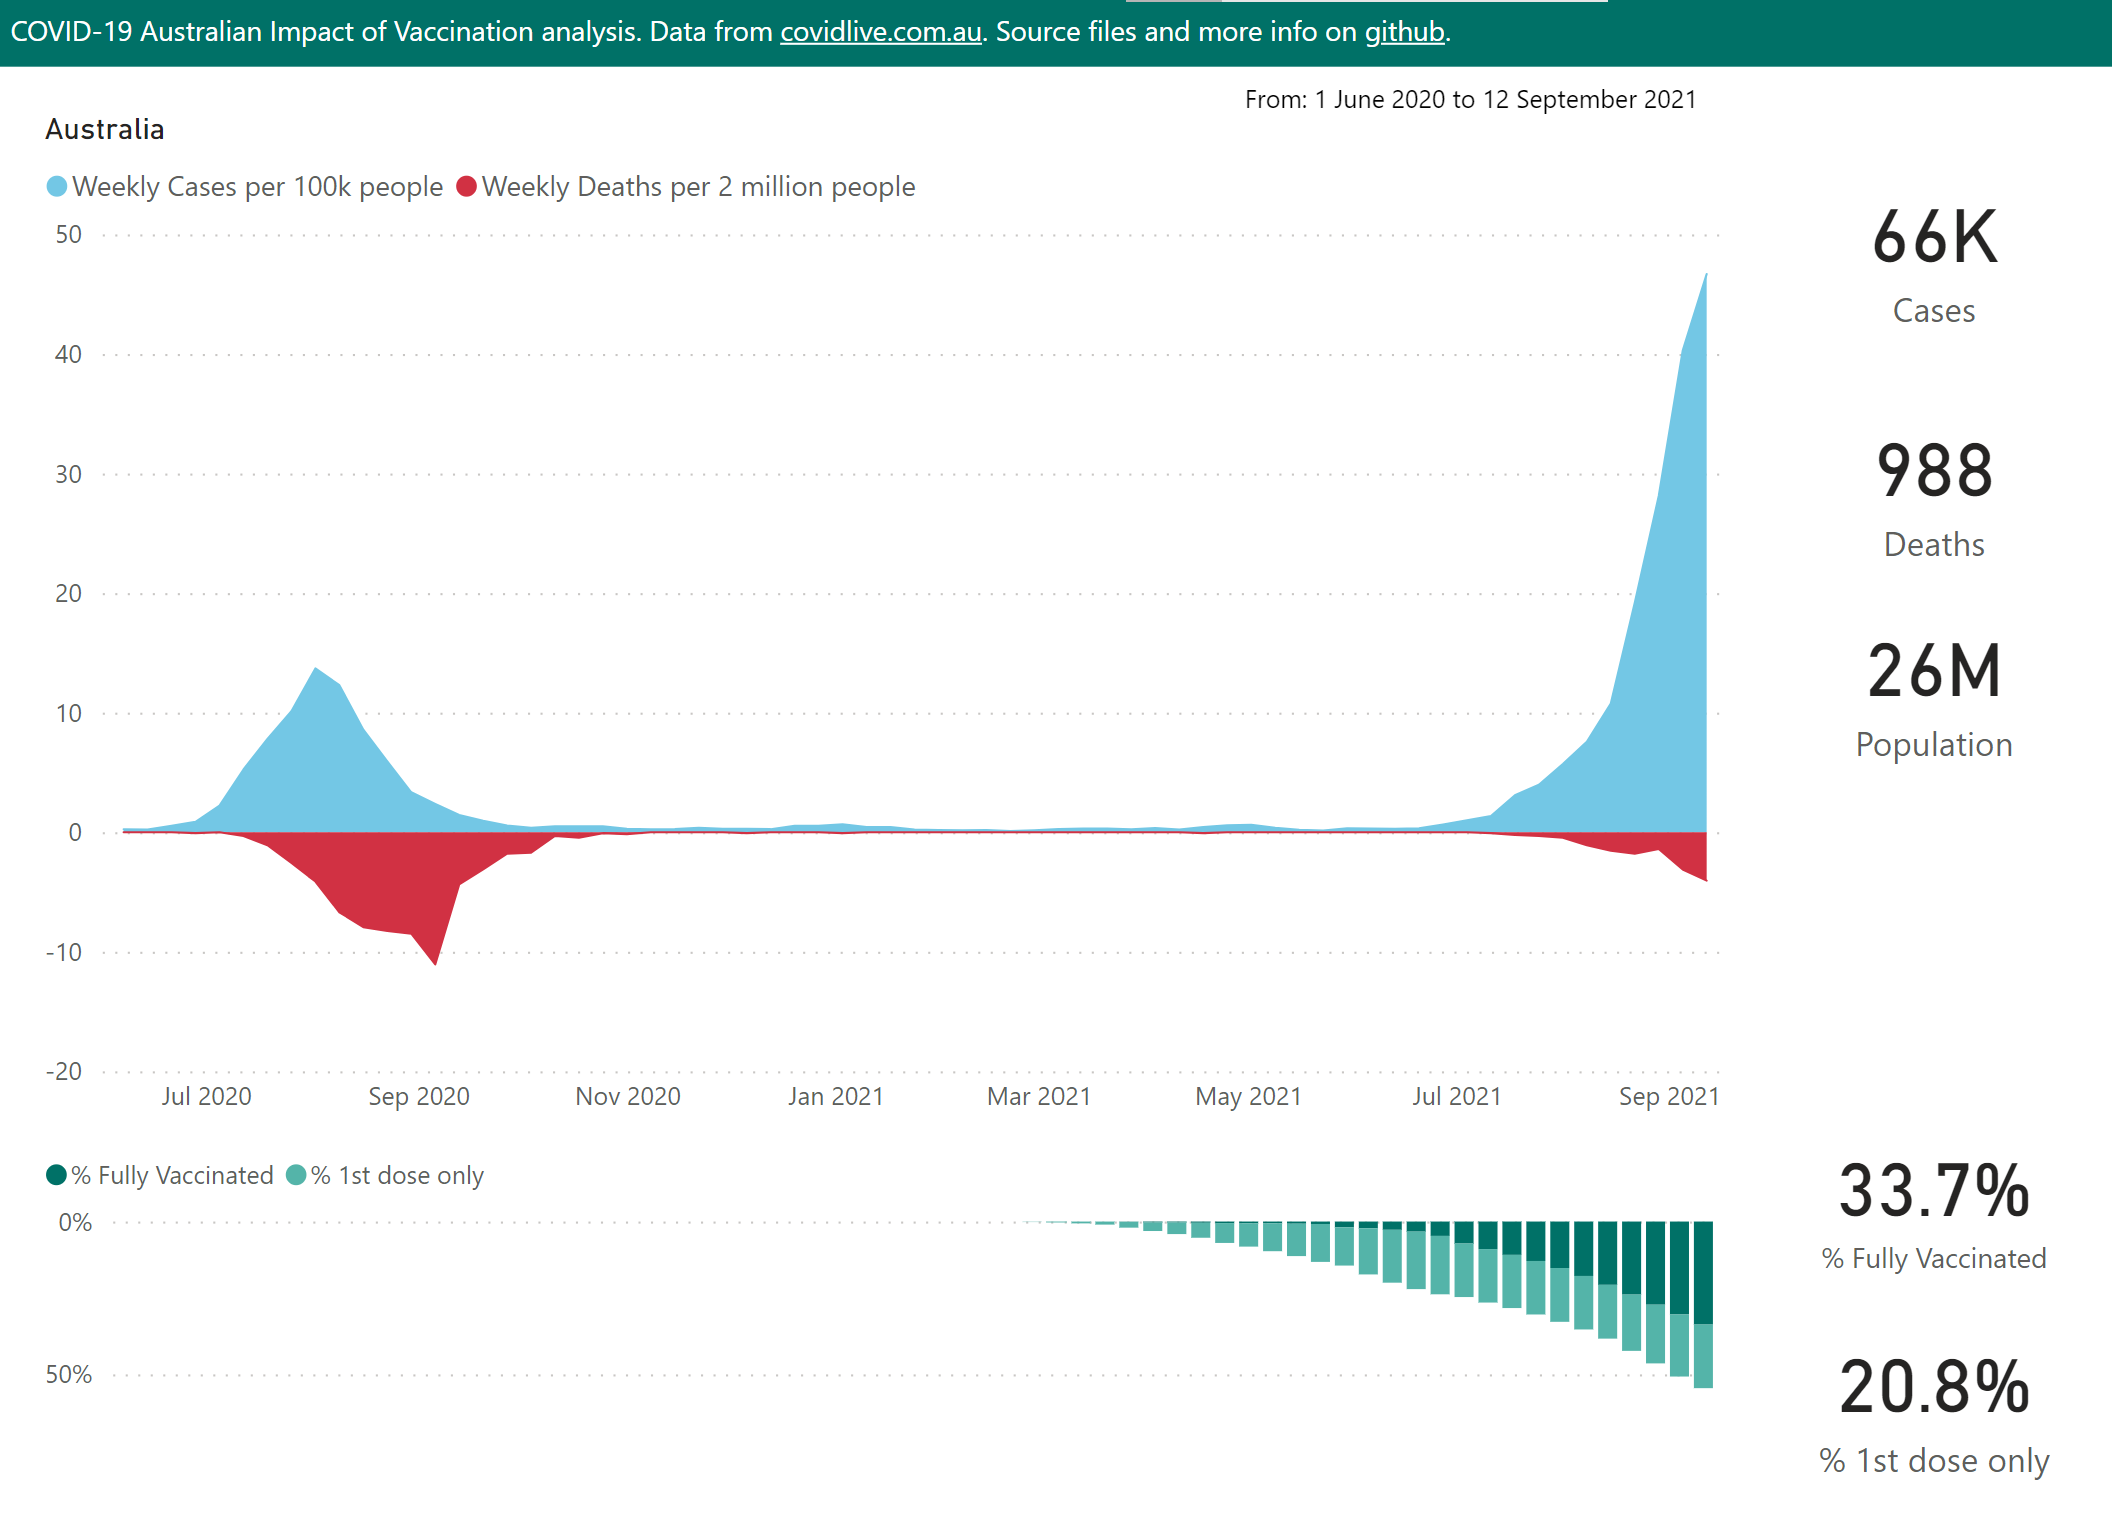 COVID-19 Australian Impact of Vaccination analysis. Data from covidlive.com.au. Source files and more info on github.
From: 1 June 2020 to 12 September 2021
Australia
Weekly Cases per 100k people Weekly Deaths per 2 million people
50
40
30
20
10
0
-10
-20
Jul 2020 Sep 2020 Nov 2020 Jan 2021 Mar 2021 May 2021 Jul 2021 Sep 2021
66K
Cases
988
Deaths
26M
Population
% Fully Vaccinated % 1st dose only
0%
50%
33.7%
% Fully Vaccinated
20.8%
% 1st dose only